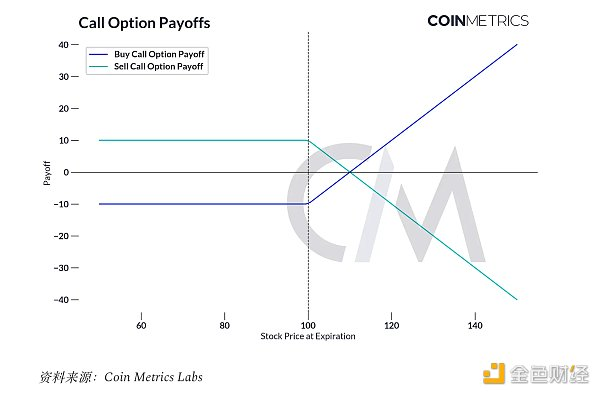 Call Option Payoffs
COINMETRICS
Buy Call Option Payoff
Sell Call Option Payoff
40
30
20
10
0
−10
−20
−30
−40
Payoff
CM
60
80
100
120
140
Stock Price at Expiration
资料来源：Coin Metrics Labs
金色财经